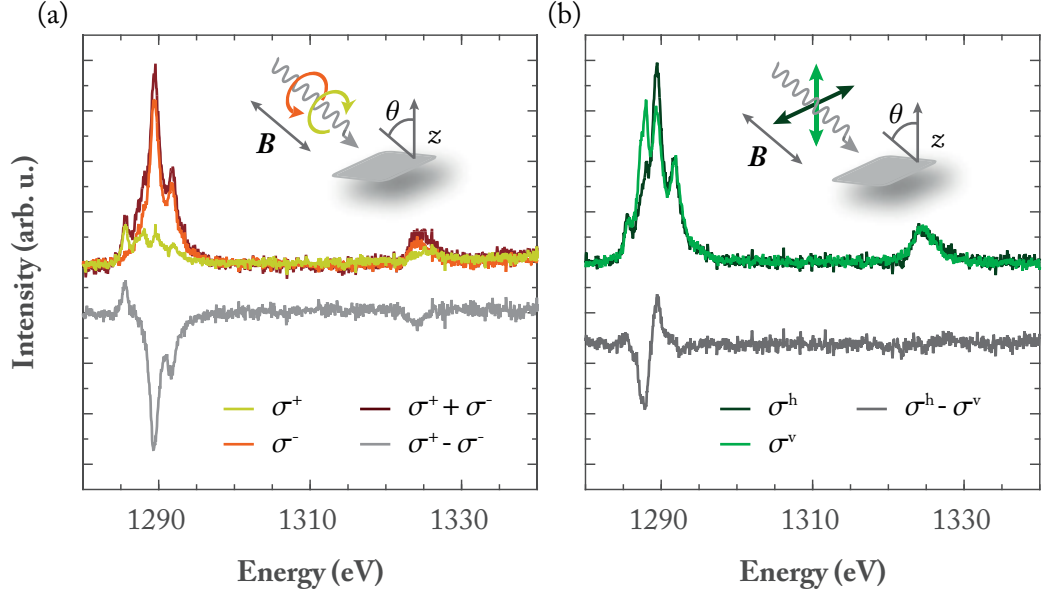 (a)
(b)
Intensity (arb. u.)
B
θ
z
B
θ
z
σ⁺
σ⁺ + σ⁻
σ⁻
σ⁺ - σ⁻
σʰ
σʰ - σᵛ
σᵛ
1290
1310
1330
1290
1310
1330
Energy (eV)
Energy (eV)